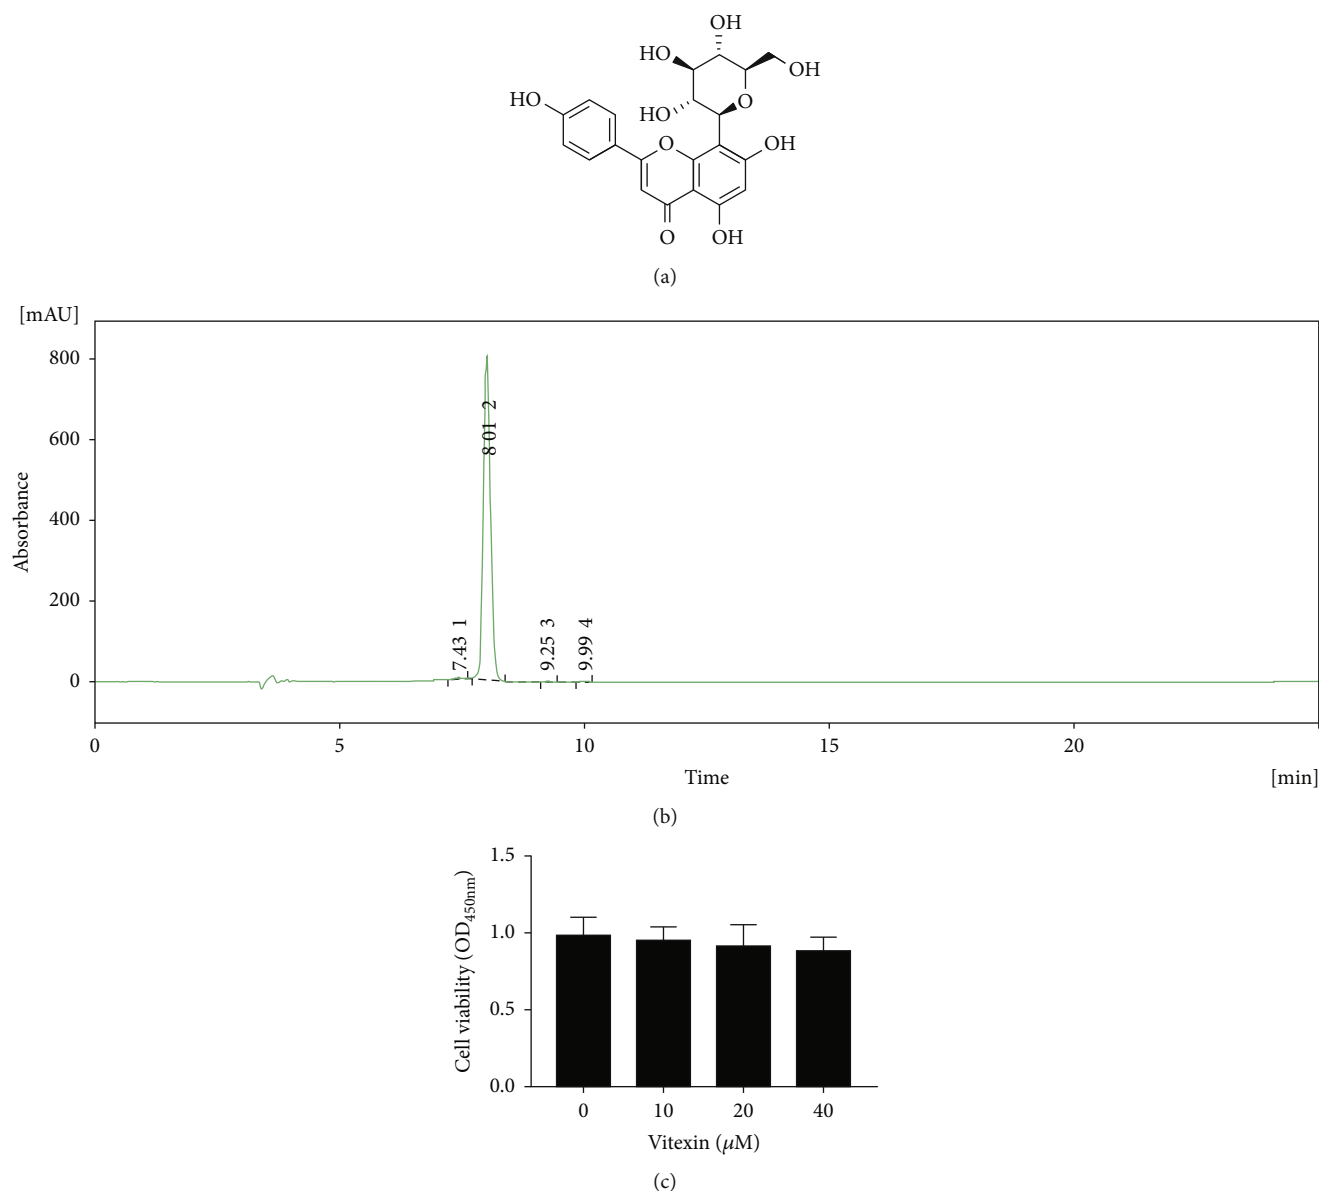 OH
HO
OH
O
HO
HO
O
OH
O
OH
(a)
[mAU]
800
600
400
200
0
Absorbance
7.43 1
8 01 2
9.25 3
9.99 4
0 5 10 15 20
Time [min]
(b)
1.5
1.0
0.5
0.0
Cell viability (OD450nm)
0 10 20 40
Vitexin (μM)
(c)